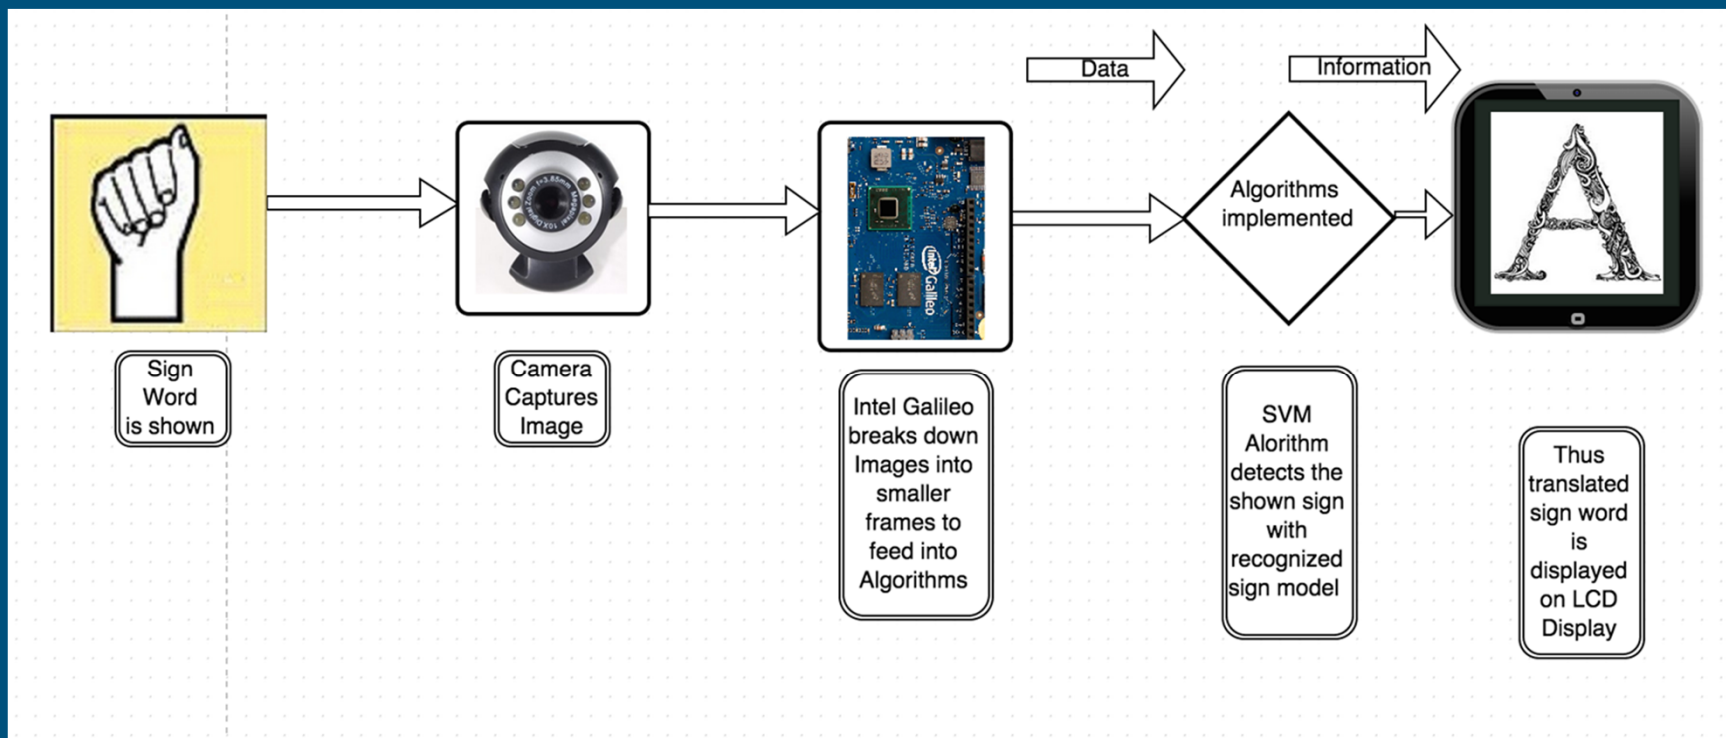 Data
Information
Algorithms
implemented
intel
Galileo
Sign
Word
is shown
Camera
Captures
Image
Intel Galileo
breaks down
Images into
smaller
frames to
feed into
Algorithms
SVM
Alorithm
detects the
shown sign
with
recognized
sign model
Thus
translated
sign word
is
displayed
on LCD
Display